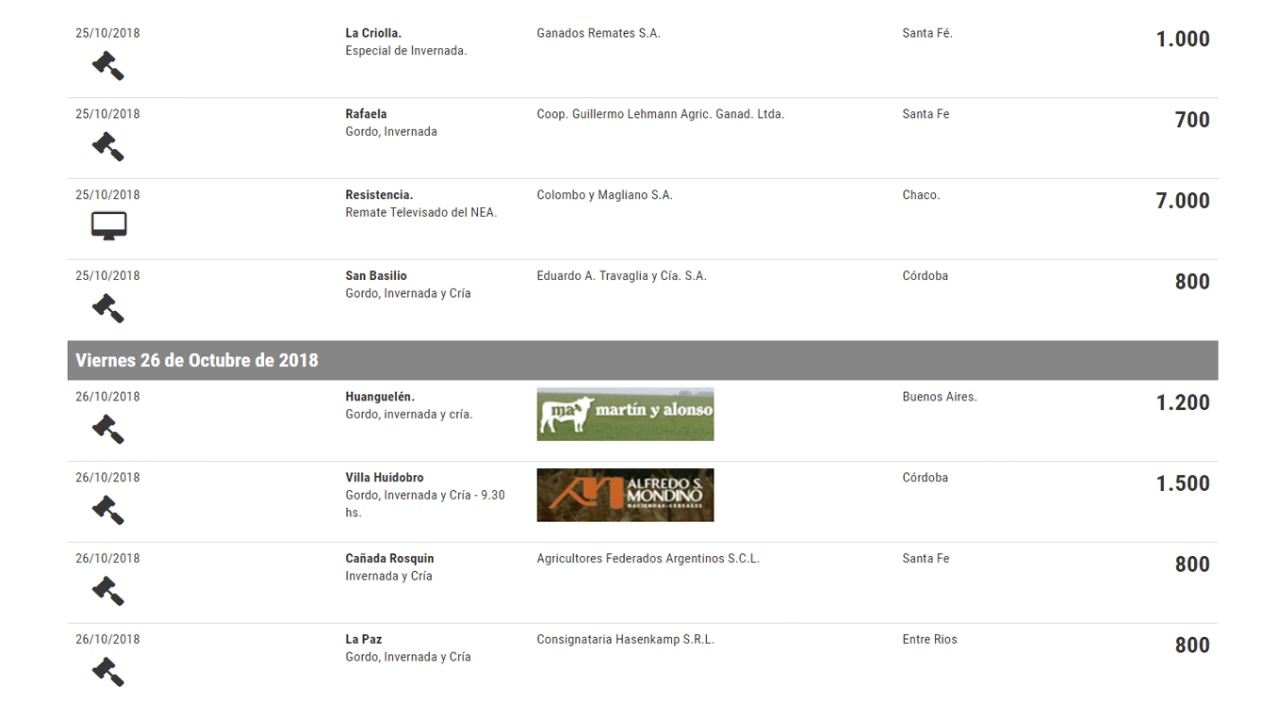 25/10/2018 La Criolla. Ganados Remates S.A. Santa Fé. 1.000
Especial de Invernada.
25/10/2018 Rafaela Coop. Guillermo Lehmann Agric. Ganad. Ltda. Santa Fe 700
Gordo, Invernada
25/10/2018 Resistencia. Colombo y Magliano S.A. Chaco. 7.000
Remate Televisado del NEA.
25/10/2018 San Basilio Eduardo A. Travaglia y Cía. S.A. Córdoba 800
Gordo, Invernada y Cría
Viernes 26 de Octubre de 2018
26/10/2018 Huanguelén. Buenos Aires. 1.200
Gordo, invernada y cría.
ma martín y alonso
26/10/2018 Villa Huidobro Córdoba 1.500
Gordo, Invernada y Cría - 9.30
hs.
ALFREDO S.
MONDINO
HACIENDAS-CEREALES
26/10/2018 Cañada Rosquin Agricultores Federados Argentinos S.C.L. Santa Fe 800
Invernada y Cría
26/10/2018 La Paz Consignataria Hasenkamp S.R.L. Entre Rios 800
Gordo, Invernada y Cría